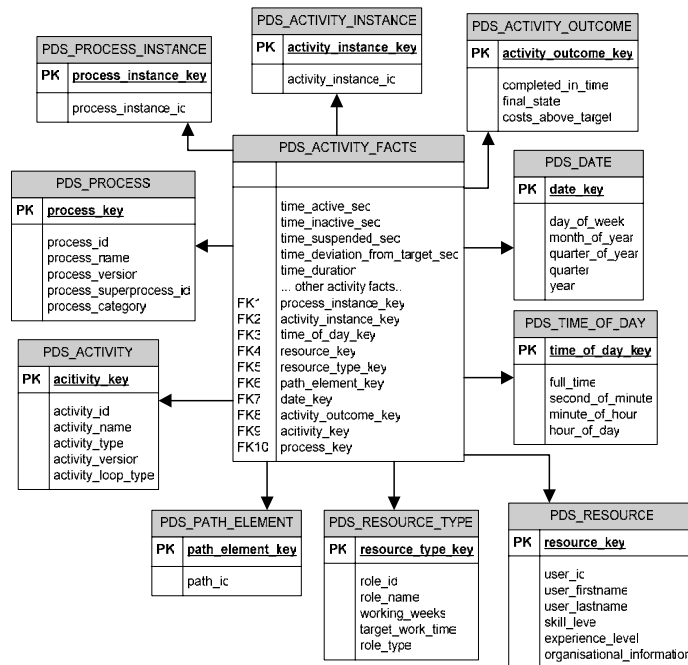 PDS_PROCESS_INSTANCE
PK process_instance_key
process_instance_ic
PDS_ACTIVITY_INSTANCE
PK activity_instance_key
activity_instance_ic
PDS_ACTIVITY_OUTCOME
PK activity_outcome_key
completed_in_time
final_state
costs_above_target
PDS_ACTIVITY_FACTS
time_active_sec
time_inactive_sec
time_suspended_sec
time_deviation_from_target_sec
time_duration
... other activity facts..
FK1 process_instance_key
FK2 activity_instance_key
FK3 time_of_day_key
FK4 resource_key
FK5 resource_type_key
FK6 path_element_key
FK7 date_key
FK8 activity_outcome_key
FK9 acitivity_key
FK10 process_key
PDS_PROCESS
PK process_key
process_id
process_name
process_version
process_superprocess_id
process_category
PDS_DATE
PK date_key
day_of_week
month_of_year
quarter_of_year
quarter
year
PDS_ACTIVITY
PK acitivity_key
activity_id
activity_name
activity_type
activity_version
activity_loop_type
PDS_TIME_OF_DAY
PK time_of_day_key
full_time
second_of_minute
minute_of_hour
hour_of_day
PDS_PATH_ELEMENT
PK path_element_key
path_ic
PDS_RESOURCE_TYPE
PK resource_type_key
role_id
role_name
working_weeks
target_work_time
role_type
PDS_RESOURCE
PK resource_key
user_ic
user_firstname
user_lastname
skill_leve
experience_level
organisational_information